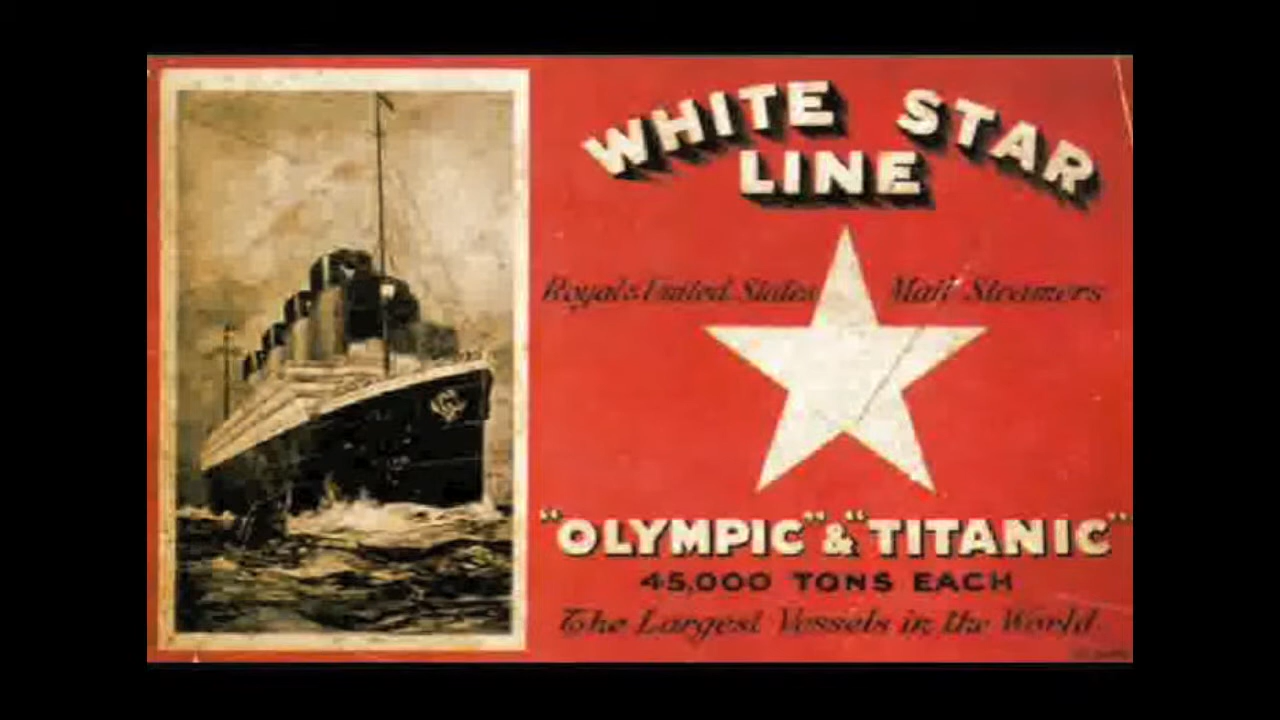 WHITE STAR
LINE
Royal & United States Mail Steamers
"OLYMPIC" & "TITANIC"
45,000 TONS EACH
The Largest Vessels in the World.